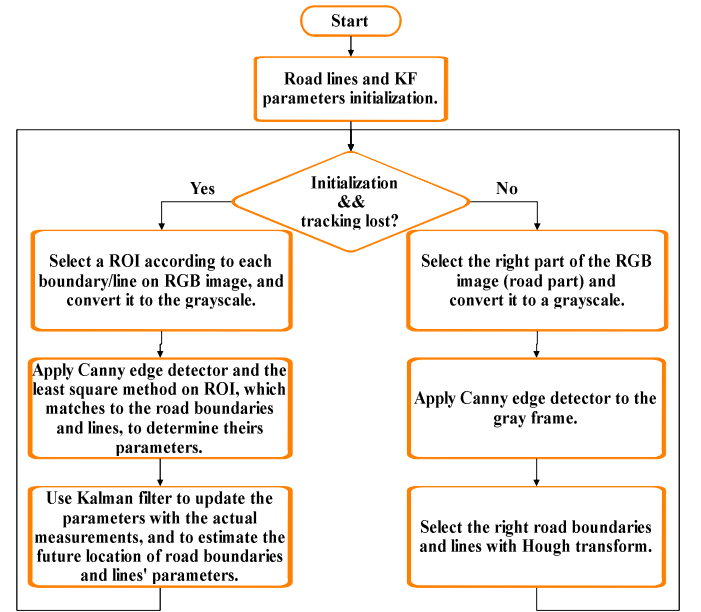 Start
Road lines and KF
parameters initialization.
Initialization
&&
tracking lost?
Yes
No
Select a ROI according to each
boundary/line on RGB image, and
convert it to the grayscale.
Apply Canny edge detector and the
least square method on ROI, which
matches to the road boundaries
and lines, to determine theirs
parameters.
Use Kalman filter to update the
parameters with the actual
measurements, and to estimate the
future location of road boundaries
and lines' parameters.
Select the right part of the RGB
image (road part) and
convert it to a grayscale.
Apply Canny edge detector to the
gray frame.
Select the right road boundaries
and lines with Hough transform.